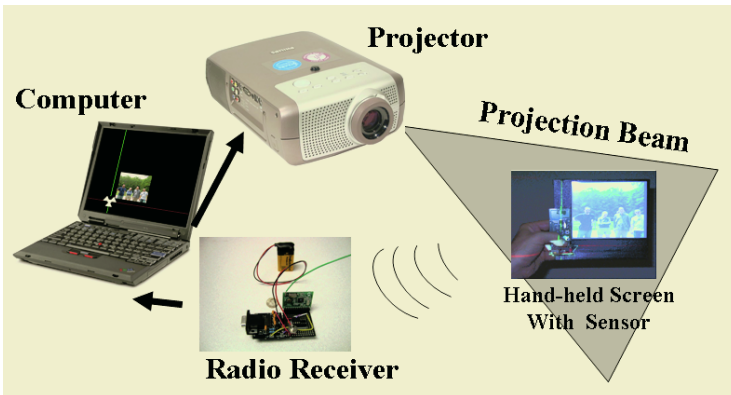 Projector
Computer
Projection Beam
Hand-held Screen
With Sensor
Radio Receiver